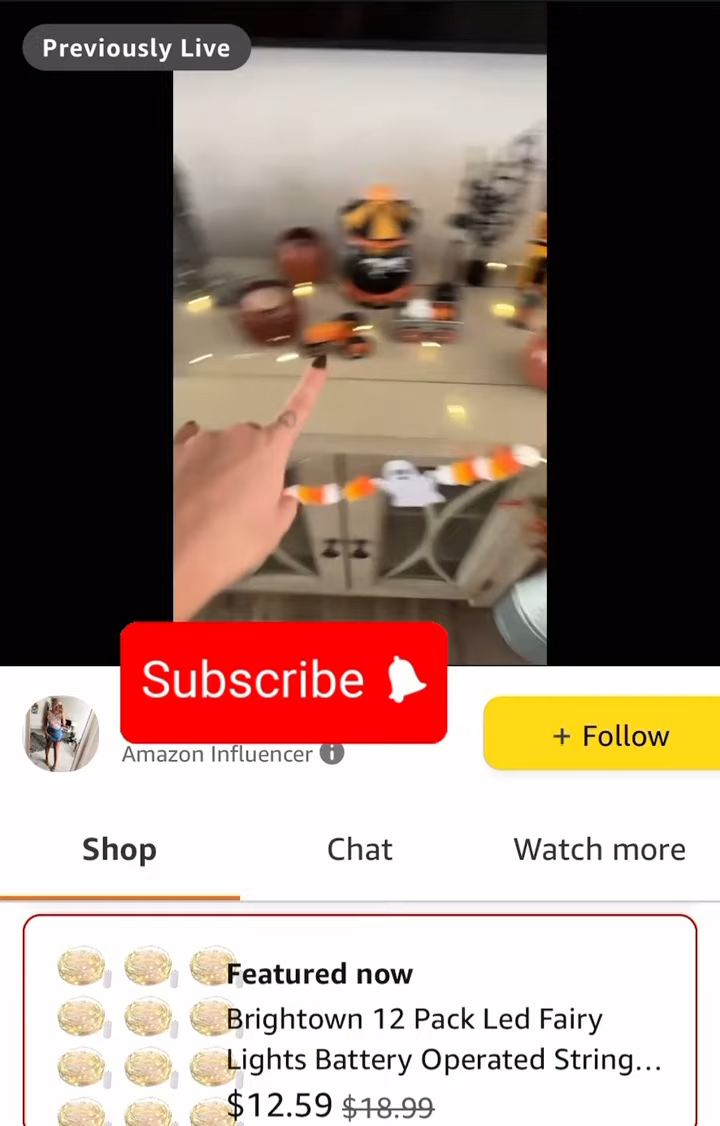 Previously Live
Subscribe
Amazon Influencer i
+ Follow
Shop
Chat
Watch more
Featured now
Brightown 12 Pack Led Fairy
Lights Battery Operated String...
$12.59 $18.99